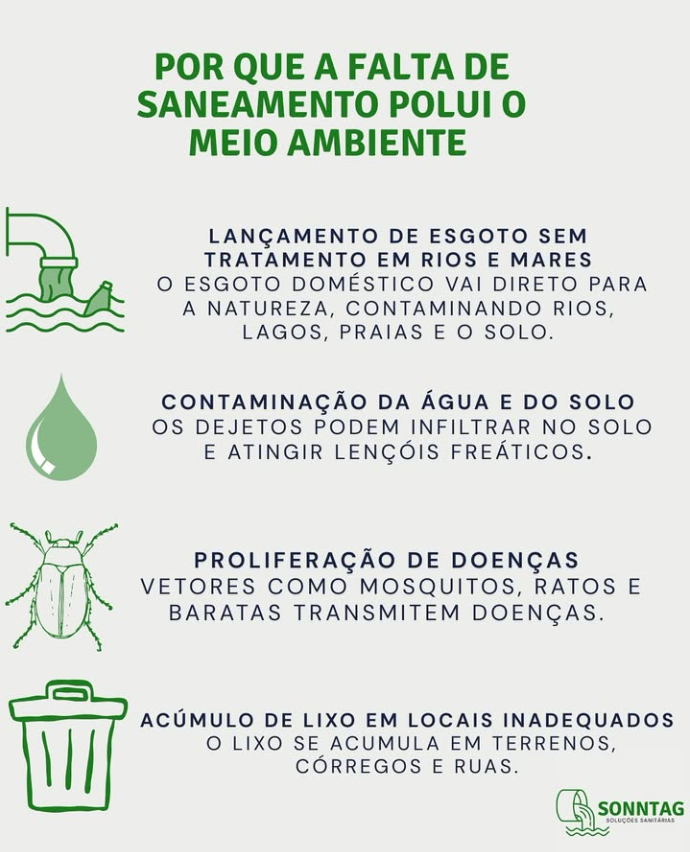 POR QUE A FALTA DE
SANEAMENTO POLUI O
MEIO AMBIENTE
LANÇAMENTO DE ESGOTO SEM
TRATAMENTO EM RIOS E MARES
O ESGOTO DOMÉSTICO VAI DIRETO PARA
A NATUREZA, CONTAMINANDO RIOS,
LAGOS, PRAIAS E O SOLO.
CONTAMINAÇÃO DA ÁGUA E DO SOLO
OS DEJETOS PODEM INFILTRAR NO SOLO
E ATINGIR LENÇÓIS FREÁTICOS.
PROLIFERAÇÃO DE DOENÇAS
VETORES COMO MOSQUITOS, RATOS E
BARATAS TRANSMITEM DOENÇAS.
ACÚMULO DE LIXO EM LOCAIS INADEQUADOS
O LIXO SE ACUMULA EM TERRENOS,
CÓRREGOS E RUAS.
SONNTAG
SOLUÇÕES SANITÁRIAS